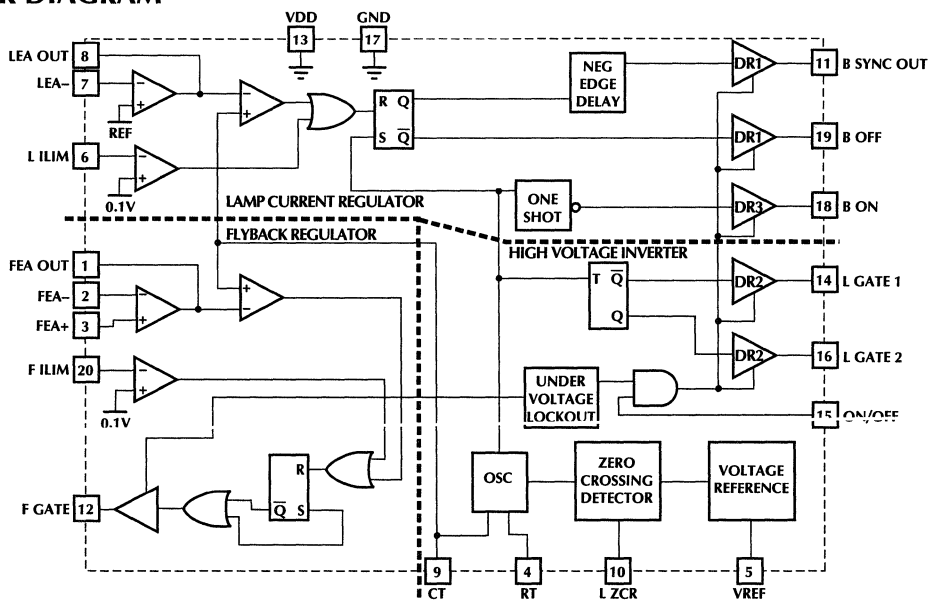 VDD GND
13 17
LEA OUT 8
LEA– 7
– +
REF
L ILIM 6
– +
0.1V
– +
R Q
S Q̅
NEG
EDGE
DELAY
DR1 11 B SYNC OUT
DR1 19 B OFF
ONE
SHOT
DR3 18 B ON
LAMP CURRENT REGULATOR
FLYBACK REGULATOR
HIGH VOLTAGE INVERTER
FEA OUT 1
FEA– 2
FEA+ 3
– +
+ –
F ILIM 20
– +
0.1V
T Q̅
Q
DR2 14 L GATE 1
DR2 16 L GATE 2
UNDER
VOLTAGE
LOCKOUT
15 ON/OFF
R
Q̅ S
F GATE 12
OSC
ZERO
CROSSING
DETECTOR
VOLTAGE
REFERENCE
9 4 10 5
CT RT L ZCR VREF